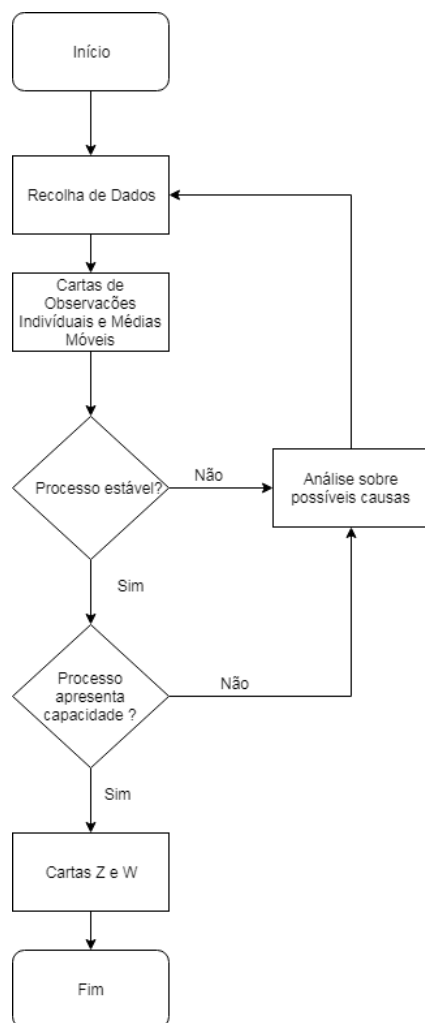 Início
Recolha de Dados
Cartas de
Observacões
Indivíduais e Médias
Móveis
Processo estável?
Não
Análise sobre
possíveis causas
Sim
Processo
apresenta
capacidade ?
Não
Sim
Cartas Z e W
Fim